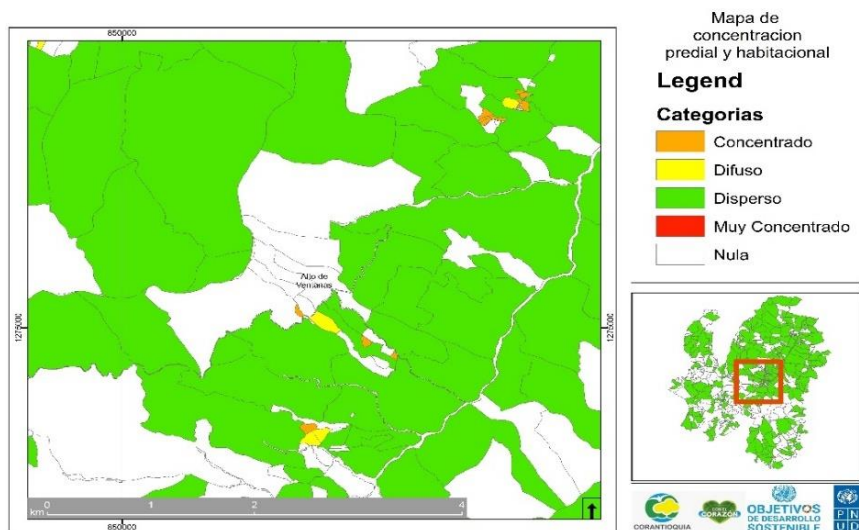 850000
Mapa de
concentracion
predial y habitacional
Legend
Categorias
Concentrado
Difuso
Disperso
Muy Concentrado
Nula
Alto de
Ventanas
1275000
1275000
km
0
2
4
850000
CORANTIOQUIA
CORAZÓN
OBJETIVOS
DE DESARROLLO
SOSTENIBLE
P N
U D